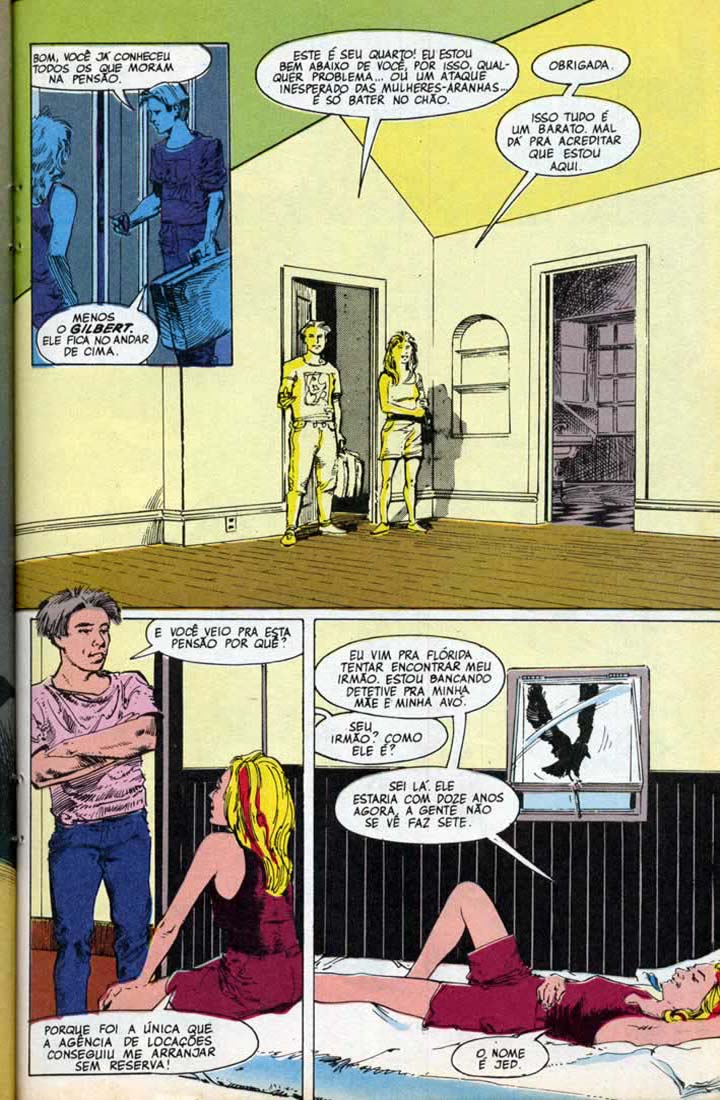 BOM, VOCÊ JÁ CONHECEU
TODOS OS QUE MORAM
NA PENSÃO.
MENOS
O GILBERT.
ELE FICA NO ANDAR
DE CIMA.
ESTE É SEU QUARTO! EU ESTOU
BEM ABAIXO DE VOCÊ, POR ISSO, QUAL-
QUER PROBLEMA... OU UM ATAQUE
INESPERADO DAS MULHERES-ARANHAS...
É SÓ BATER NO CHÃO.
OBRIGADA.
ISSO TUDO É
UM BARATO. MAL
DÁ PRA ACREDITAR
QUE ESTOU
AQUI.
E VOCÊ VEIO PRA ESTA
PENSÃO POR QUÊ?
PORQUE FOI A ÚNICA QUE
A AGÊNCIA DE LOCAÇÕES
CONSEGUIU ME ARRANJAR
SEM RESERVA!
EU VIM PRA FLÓRIDA
TENTAR ENCONTRAR MEU
IRMÃO. ESTOU BANCANDO
DETETIVE PRA MINHA
MÃE E MINHA AVÓ.
SEU
IRMÃO? COMO
ELE É?
SEI LÁ. ELE
ESTARIA COM DOZE ANOS
AGORA, A GENTE NÃO
SE VÊ FAZ SETE.
O NOME
É JED.